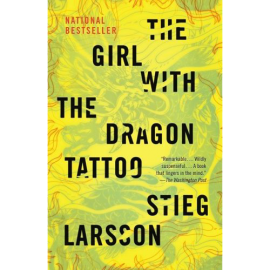 NATIONAL
BESTSELLER
THE
GIRL
WITH
THE
DRAGON
TATTOO
"Remarkable. . . . Wildly
suspenseful. . . . A book
that lingers in the mind."
—The Washington Post
STIEG
LARSSON